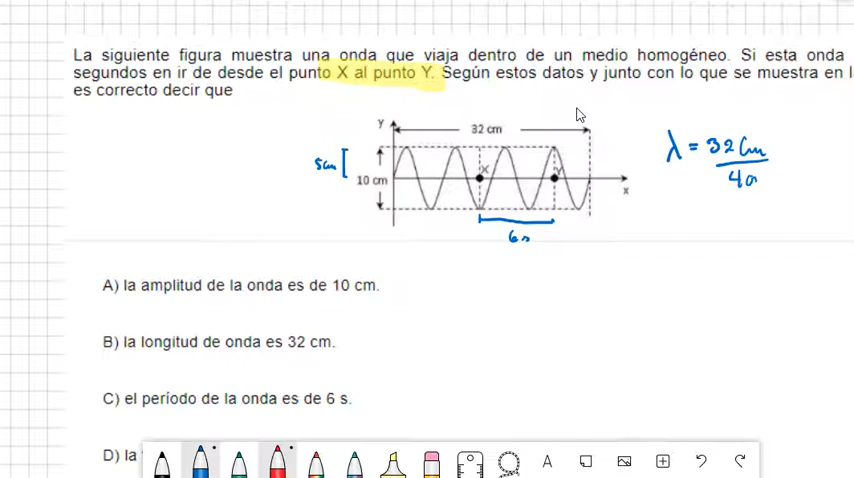 La siguiente figura muestra una onda que viaja dentro de un medio homogéneo. Si esta onda
segundos en ir de desde el punto X al punto Y. Según estos datos y junto con lo que se muestra en l
es correcto decir que
Y
32 cm
5cm
10 cm
X
Y
x
λ = 32cm
4
6s
A) la amplitud de la onda es de 10 cm.
B) la longitud de onda es 32 cm.
C) el período de la onda es de 6 s.
D) la
A